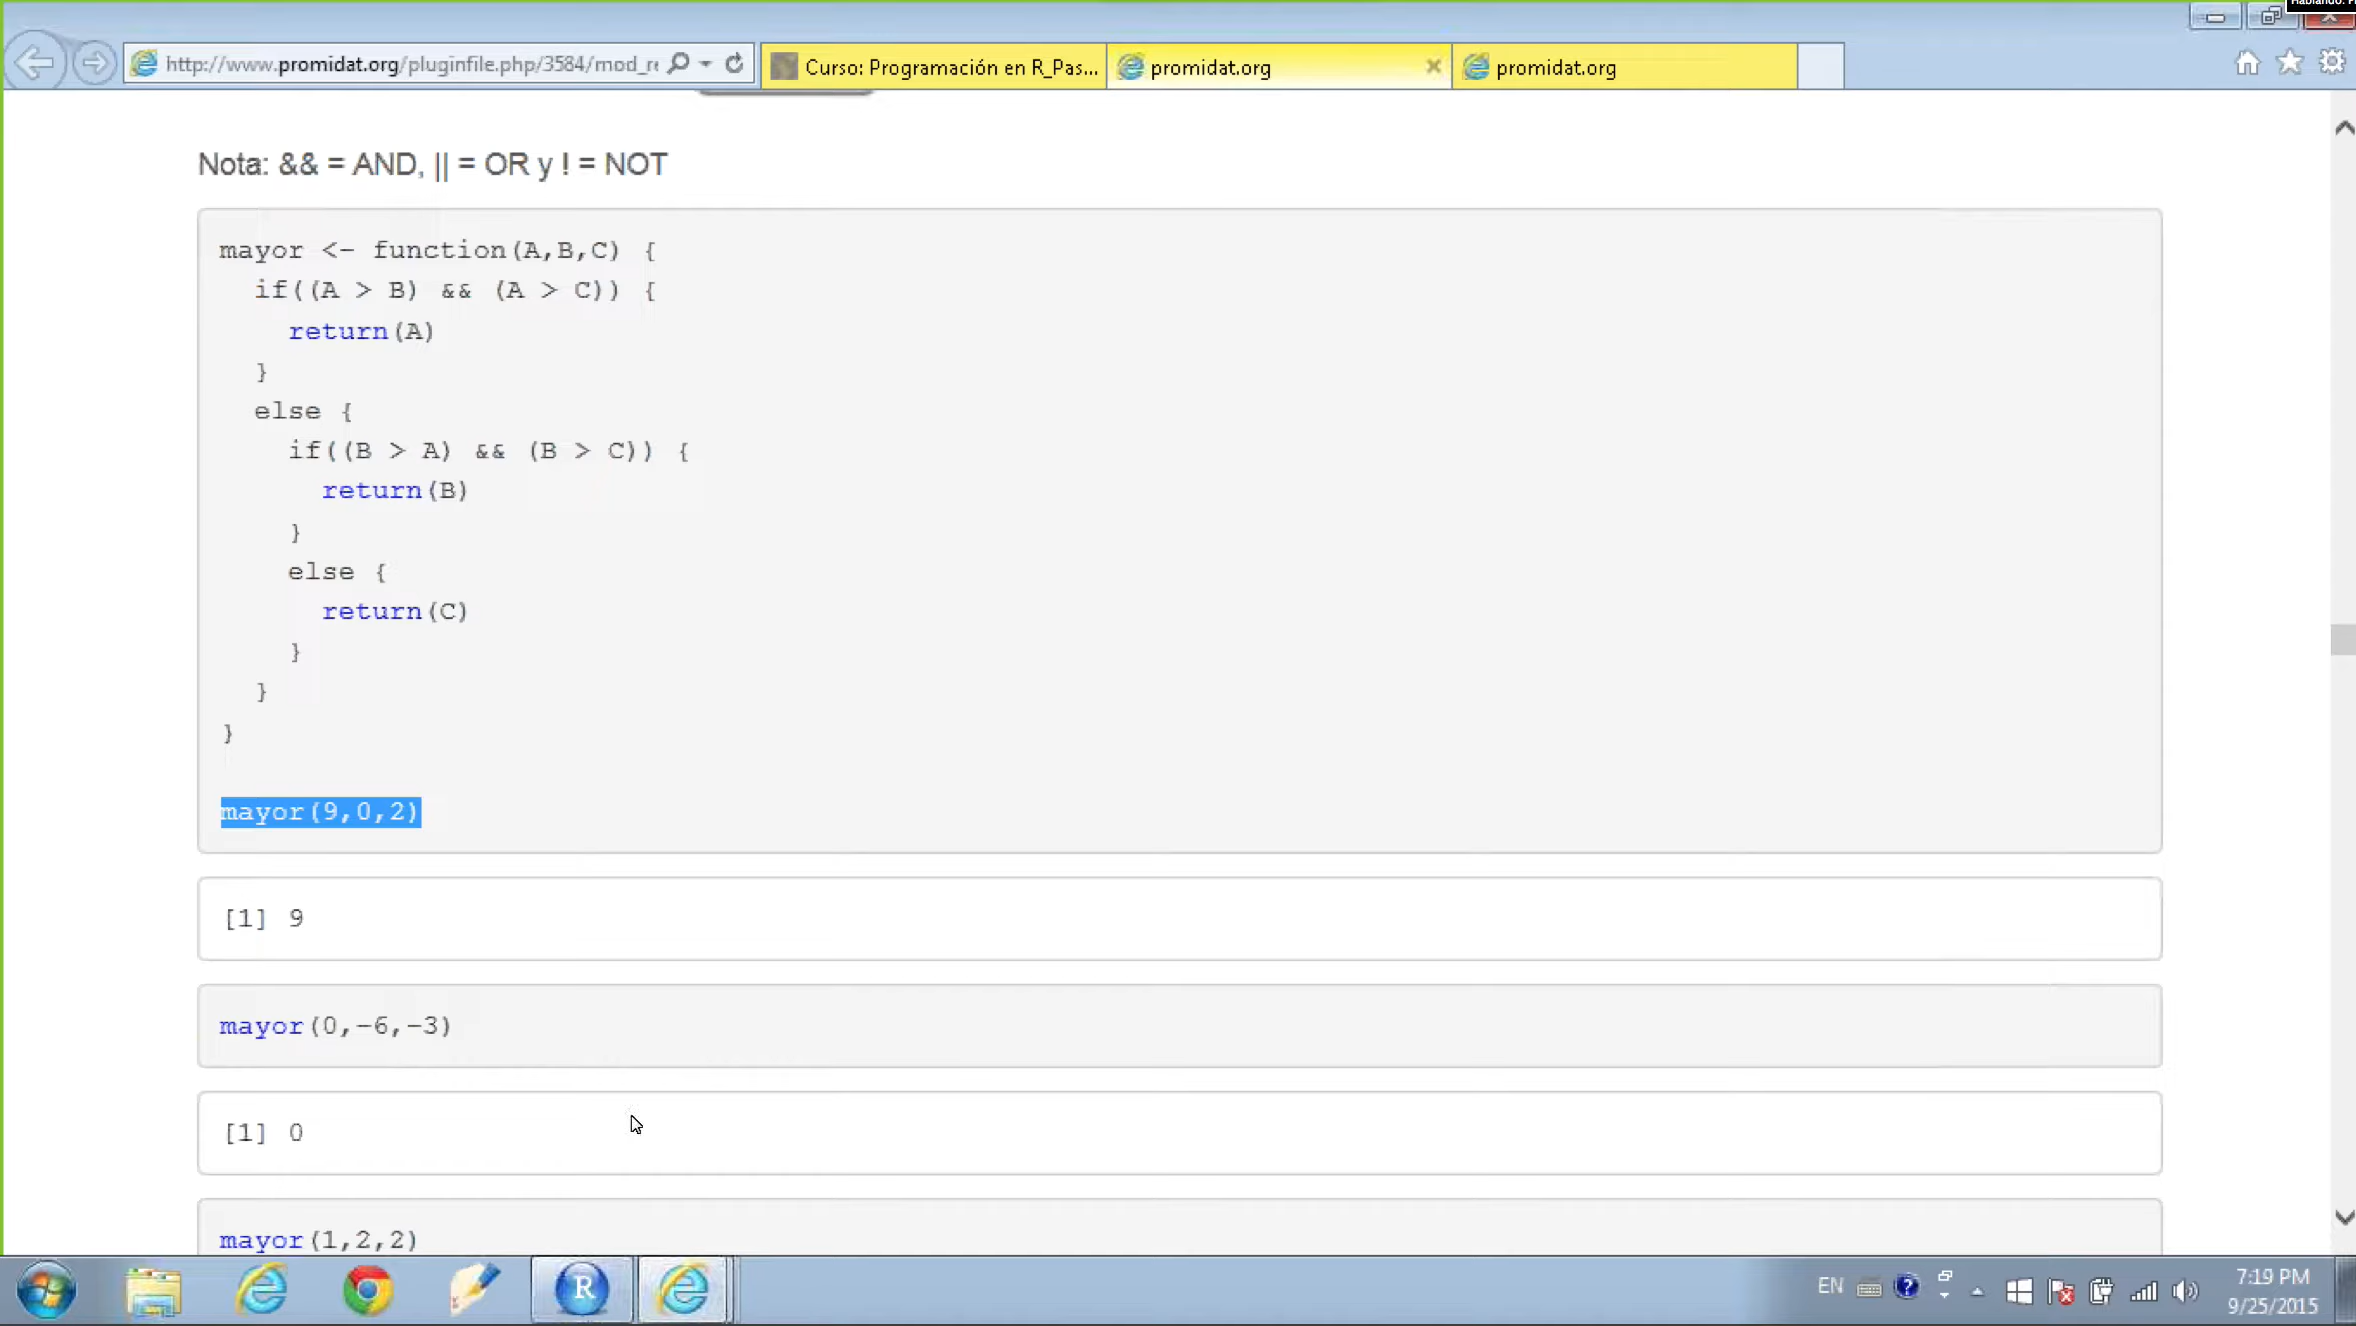 Hablando:
http://www.promidat.org/pluginfile.php/3584/mod_re
Curso: Programación en R_Pas...
promidat.org
promidat.org
Nota: && = AND, || = OR y ! = NOT
mayor <- function(A,B,C) {
if((A > B) && (A > C)) {
return(A)
}
else {
if((B > A) && (B > C)) {
return(B)
}
else {
return(C)
}
}
}
mayor(9,0,2)
[1] 9
mayor(0,-6,-3)
[1] 0
mayor(1,2,2)
R
EN
7:19 PM
9/25/2015